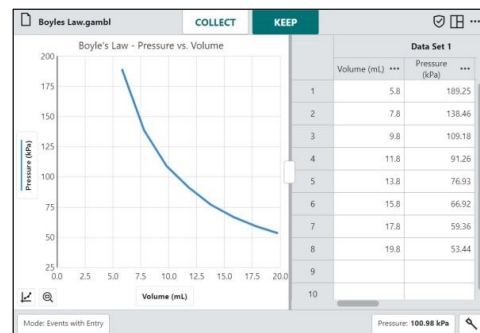 Boyles Law.gambl
COLLECT
KEEP
Boyle's Law - Pressure vs. Volume
Pressure (kPa)
200
175
150
125
100
75
50
25
0.0 2.5 5.0 7.5 10.0 12.5 15.0 17.5 20.0
Volume (mL)
Data Set 1
Volume (mL) Pressure (kPa)
1 5.8 189.25
2 7.8 138.46
3 9.8 109.18
4 11.8 91.26
5 13.8 76.93
6 15.8 66.92
7 17.8 59.36
8 19.8 53.44
9
10
Mode: Events with Entry
Pressure: 100.98 kPa